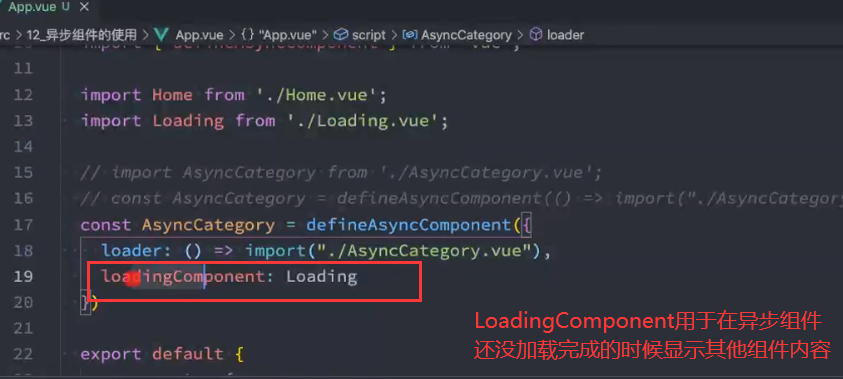 App.vue U ×
rc > 12_异步组件的使用 > App.vue > {} "App.vue" > script > AsyncCategory > loader
11
12 import Home from './Home.vue';
13 import Loading from './Loading.vue';
14
15 // import AsyncCategory from './AsyncCategory.vue';
16 // const AsyncCategory = defineAsyncComponent(() => import("./AsyncCategory
17 const AsyncCategory = defineAsyncComponent({
18 loader: () => import("./AsyncCategory.vue"),
19 loadingComponent: Loading
20 })
21
22 export default {
LoadingComponent用于在异步组件
还没加载完成的时候显示其他组件内容